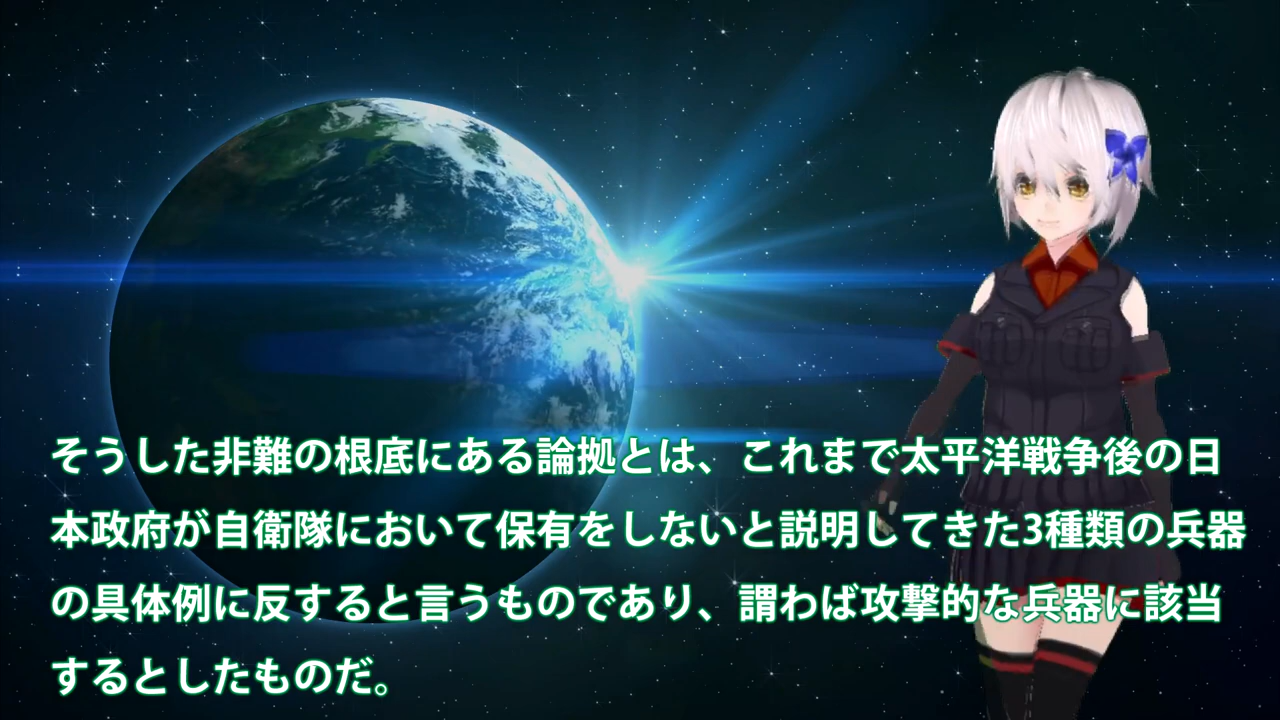 そうした非難の根底にある論拠とは、これまで太平洋戦争後の日
本政府が自衛隊において保有をしないと説明してきた3種類の兵器
の具体例に反すると言うものであり、謂わば攻撃的な兵器に該当
するとしたものだ。